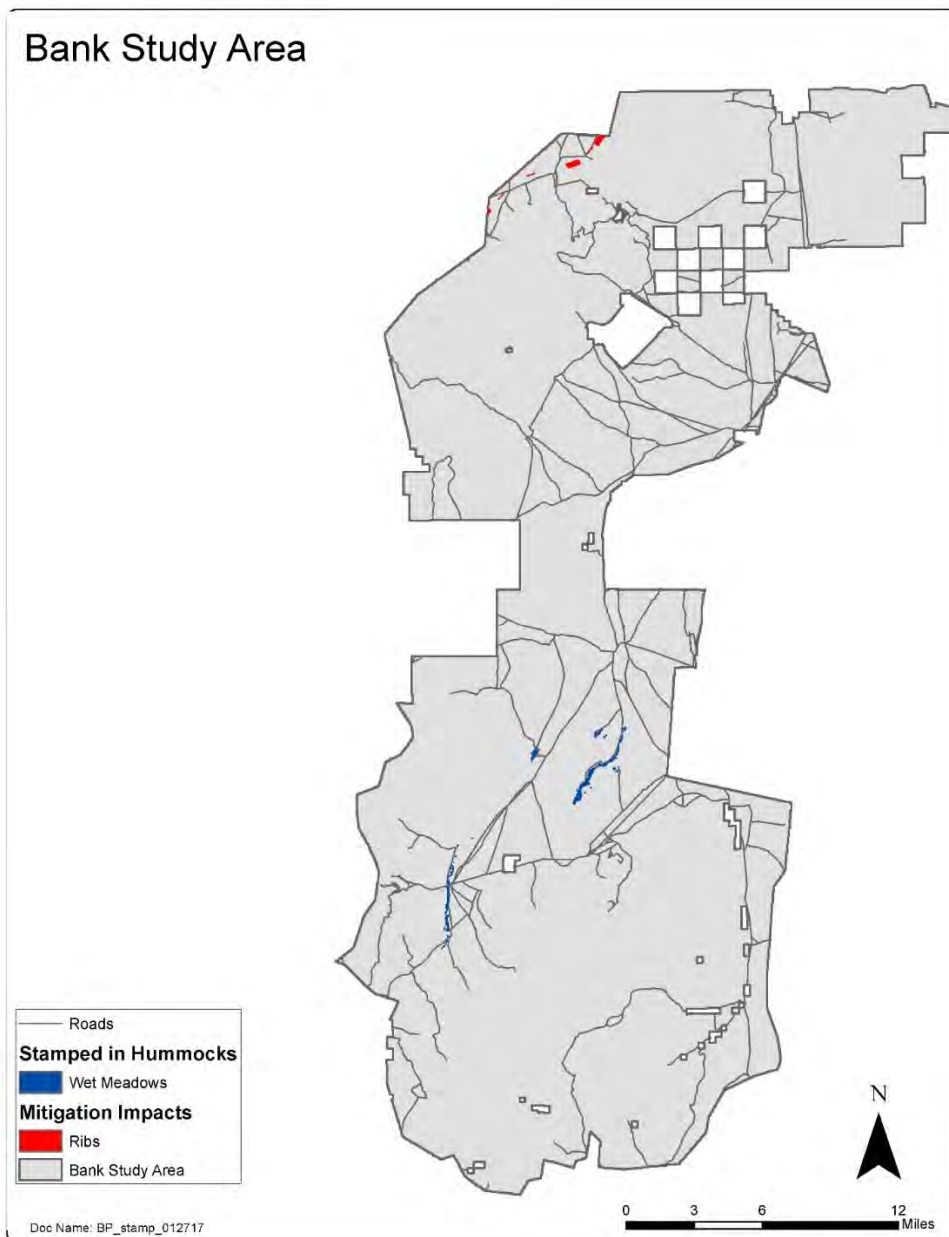 Bank Study Area
Roads
Stamped in Hummocks
Wet Meadows
Mitigation Impacts
Ribs
Bank Study Area
Doc Name: BP_stamp_012717
N
0 3 6 12
Miles